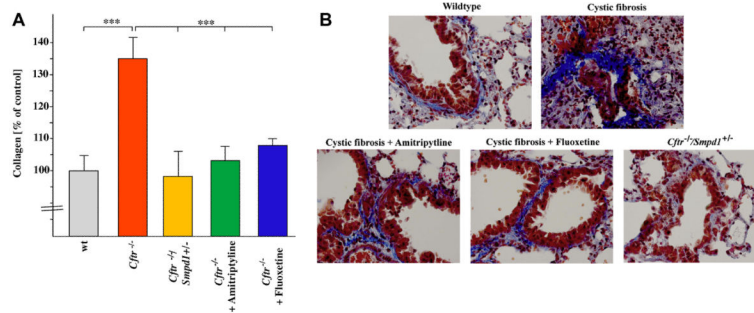 A
***
***
Collagen [% of control]
140
130
120
110
100
wt
Cftr -/-
Cftr -/-/
Smpd1+/-
Cftr -/-
+ Amitriptyline
Cftr -/-
+ Fluoxetine
B
Wildtype
Cystic fibrosis
Cystic fibrosis + Amitripytline
Cystic fibrosis + Fluoxetine
Cftr-/-/Smpd1+/-